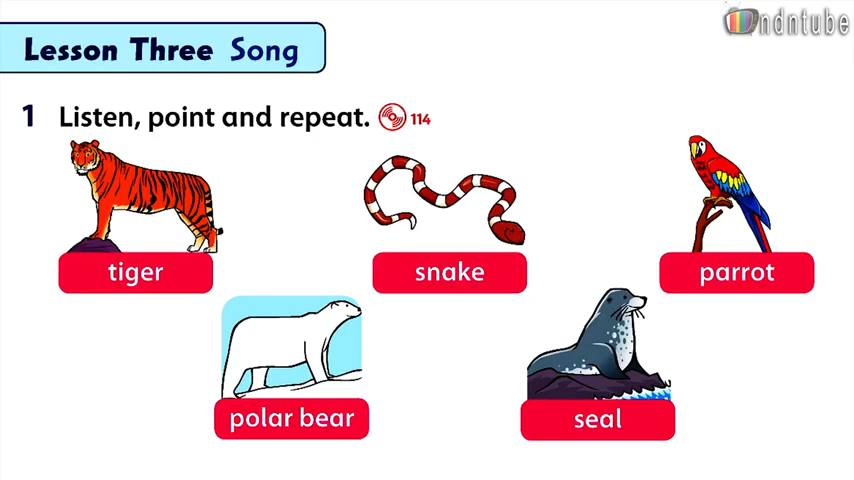 ndntube
Lesson Three Song
1 Listen, point and repeat. 114
tiger
snake
parrot
polar bear
seal